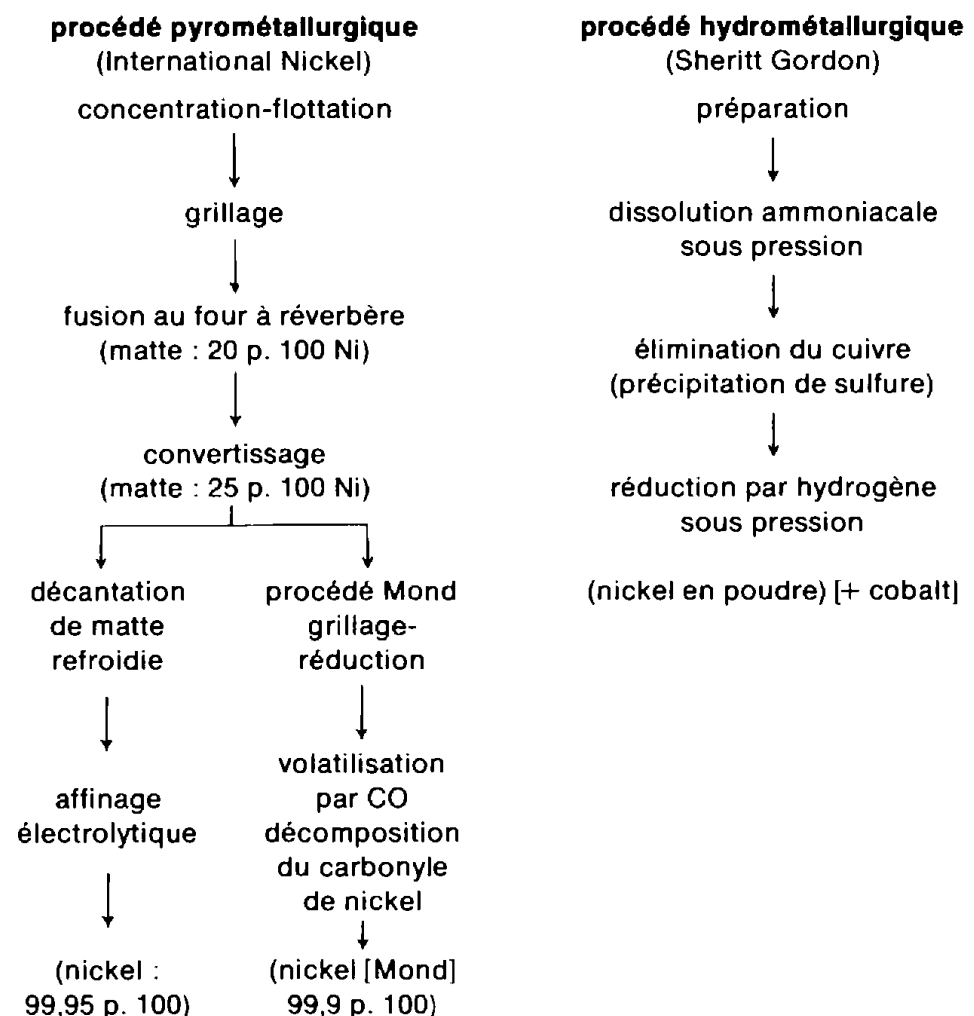 procédé pyrométallurgique
(International Nickel)
concentration-flottation
grillage
fusion au four à réverbère
(matte : 20 p. 100 Ni)
convertissage
(matte : 25 p. 100 Ni)
décantation
de matte
refroidie
affinage
électrolytique
(nickel :
99,95 p. 100)
procédé Mond
grillage-
réduction
volatilisation
par CO
décomposition
du carbonyle
de nickel
(nickel [Mond]
99,9 p. 100)
procédé hydrométallurgique
(Sheritt Gordon)
préparation
dissolution ammoniacale
sous pression
élimination du cuivre
(précipitation de sulfure)
réduction par hydrogène
sous pression
(nickel en poudre) [+ cobalt]